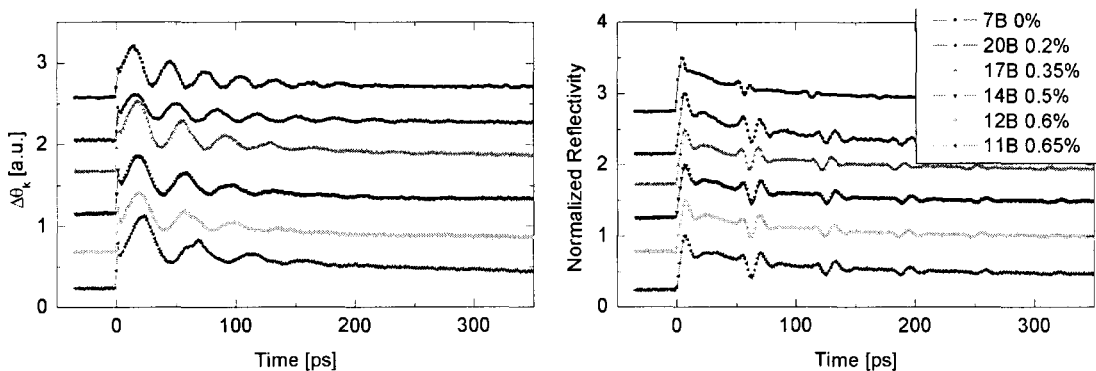 Δθk [a.u.]
3
2
1
0
0
100
200
300
Time [ps]
Normalized Reflectivity
4
3
2
1
0
0
100
200
300
Time [ps]
7B 0%
20B 0.2%
17B 0.35%
14B 0.5%
12B 0.6%
11B 0.65%